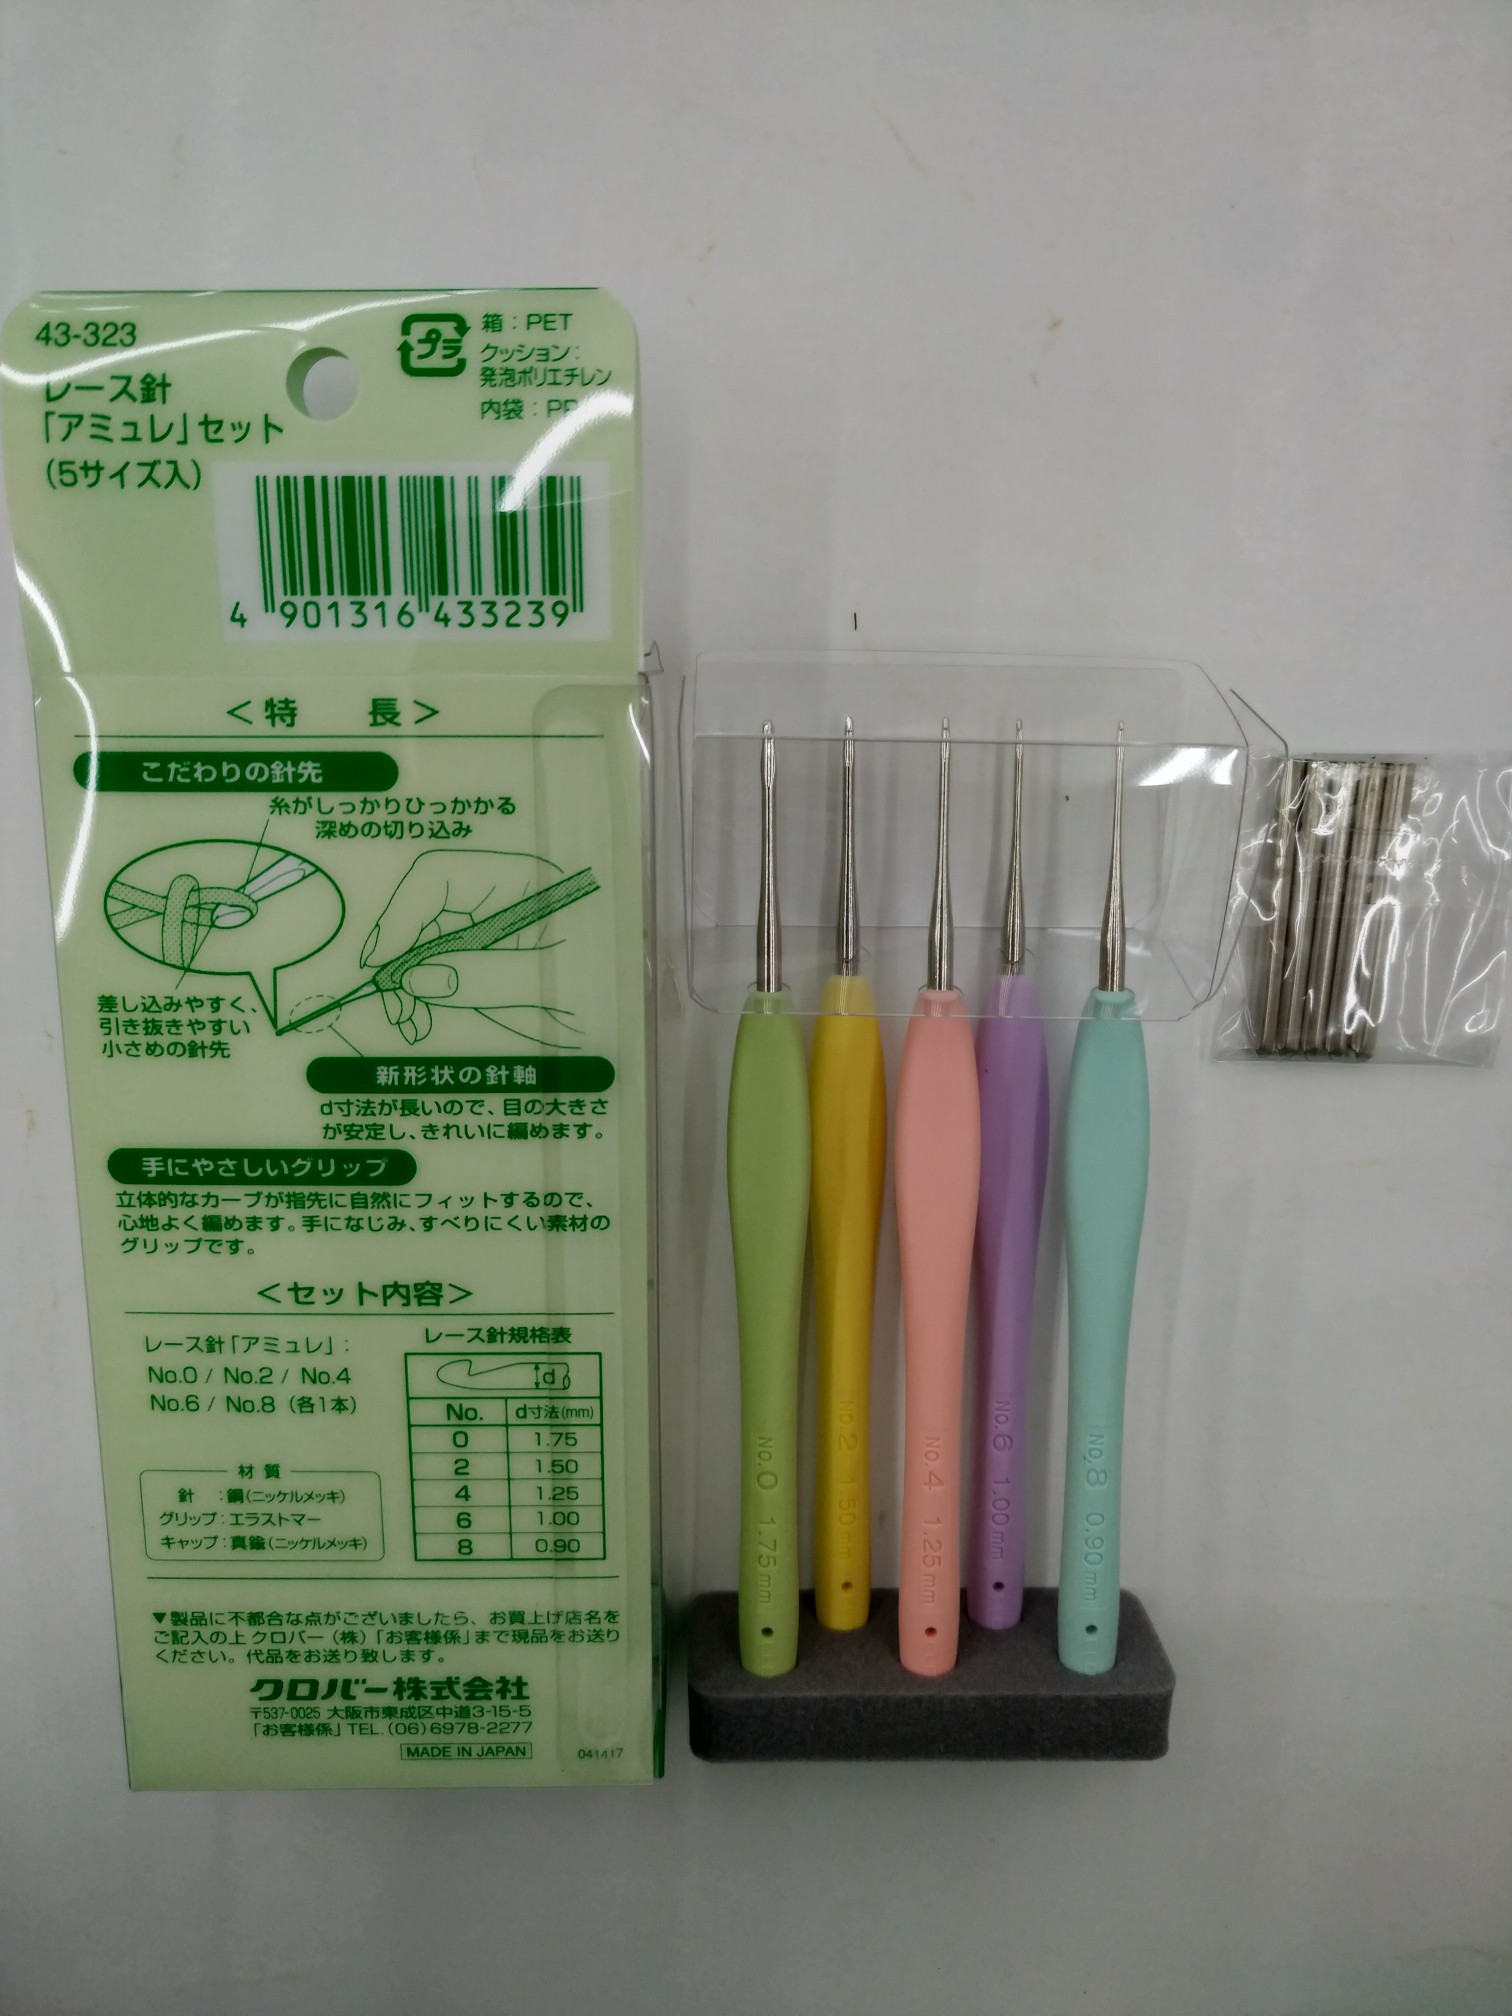 43-323
レース針
「アミュレ」セット
(5サイズ入)
プラ
箱：PET
クッション：
発泡ポリエチレン
内袋：PP
4 901316 433239
＜特　長＞
こだわりの針先
糸がしっかりひっかかる
深めの切り込み
差し込みやすく、
引き抜きやすい
小さめの針先
新形状の針軸
d寸法が長いので、目の大きさ
が安定し、きれいに編めます。
手にやさしいグリップ
立体的なカーブが指先に自然にフィットするので、
心地よく編めます。手になじみ、すべりにくい素材の
グリップです。
＜セット内容＞
レース針「アミュレ」：
No.0 / No.2 / No.4
No.6 / No.8（各1本）
材 質
針　：鋼(ニッケルメッキ)
グリップ：エラストマー
キャップ：真鍮(ニッケルメッキ)
レース針規格表
d
No. d寸法(mm)
0 1.75
2 1.50
4 1.25
6 1.00
8 0.90
▼製品に不都合な点がございましたら、お買上げ店名を
ご記入の上クロバー（株）「お客様係」まで現品をお送り
ください。代品をお送り致します。
クロバー株式会社
〒537-0025 大阪市東成区中道3-15-5
「お客様係」TEL.(06)6978-2277
MADE IN JAPAN
041417
No.0 1.75mm
No.2 1.50mm
No.4 1.25mm
No.6 1.00mm
No.8 0.90mm